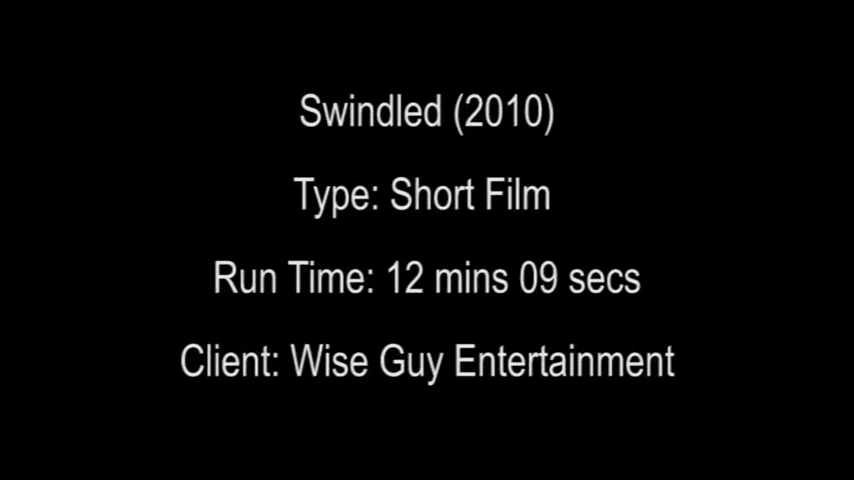 Swindled (2010)
Type: Short Film
Run Time: 12 mins 09 secs
Client: Wise Guy Entertainment